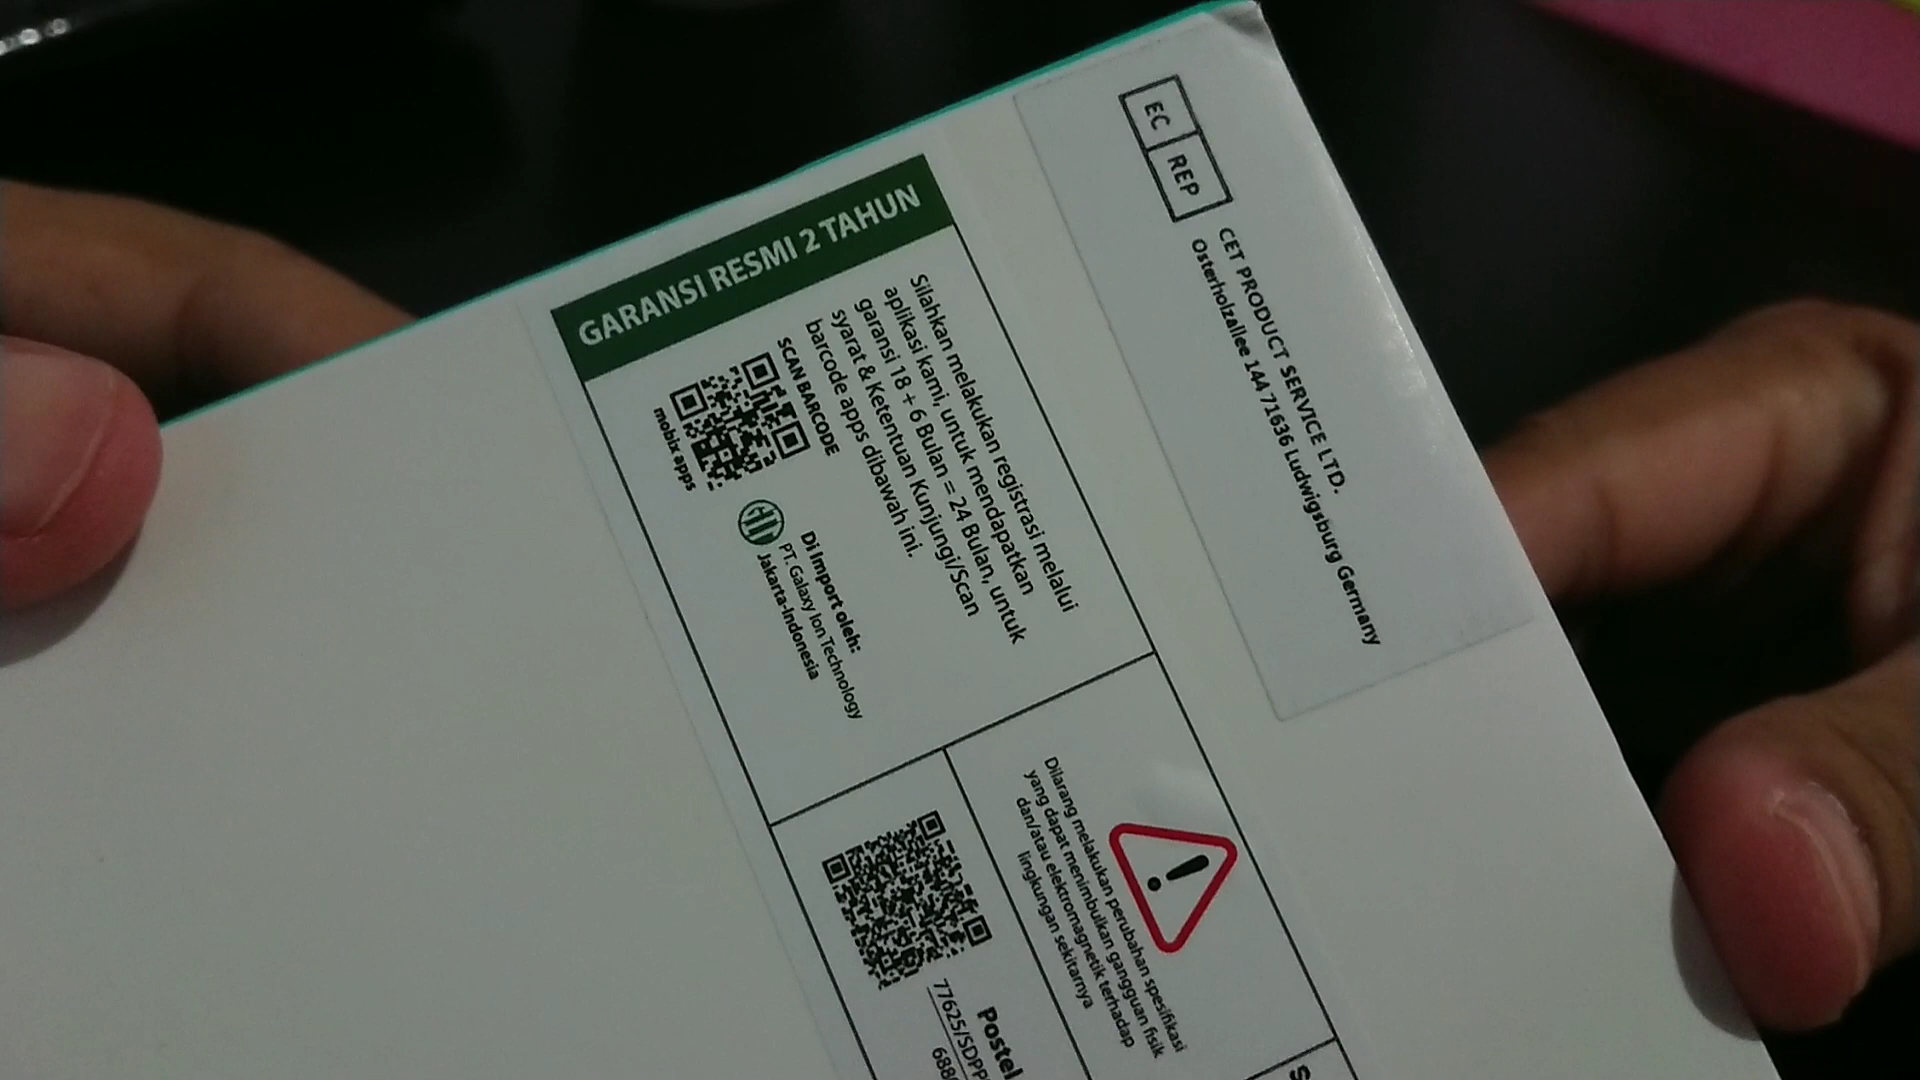 EC REP
CET PRODUCT SERVICE LTD.
Osterholzallee 144 71636 Ludwigsburg Germany
GARANSI RESMI 2 TAHUN
Silahkan melakukan registrasi melalui
aplikasi kami, untuk mendapatkan
garansi 18 + 6 Bulan = 24 Bulan, untuk
syarat & Ketentuan Kunjungi/Scan
barcode apps dibawah ini.
SCAN BARCODE
mobix apps
Di Import oleh:
PT. Galaxy Ion Technology
Jakarta-Indonesia
Dilarang melakukan perubahan spesifikasi
yang dapat menimbulkan gangguan fisik
dan/atau elektromagnetik terhadap
lingkungan sekitarnya
Postel
77625/SDPP